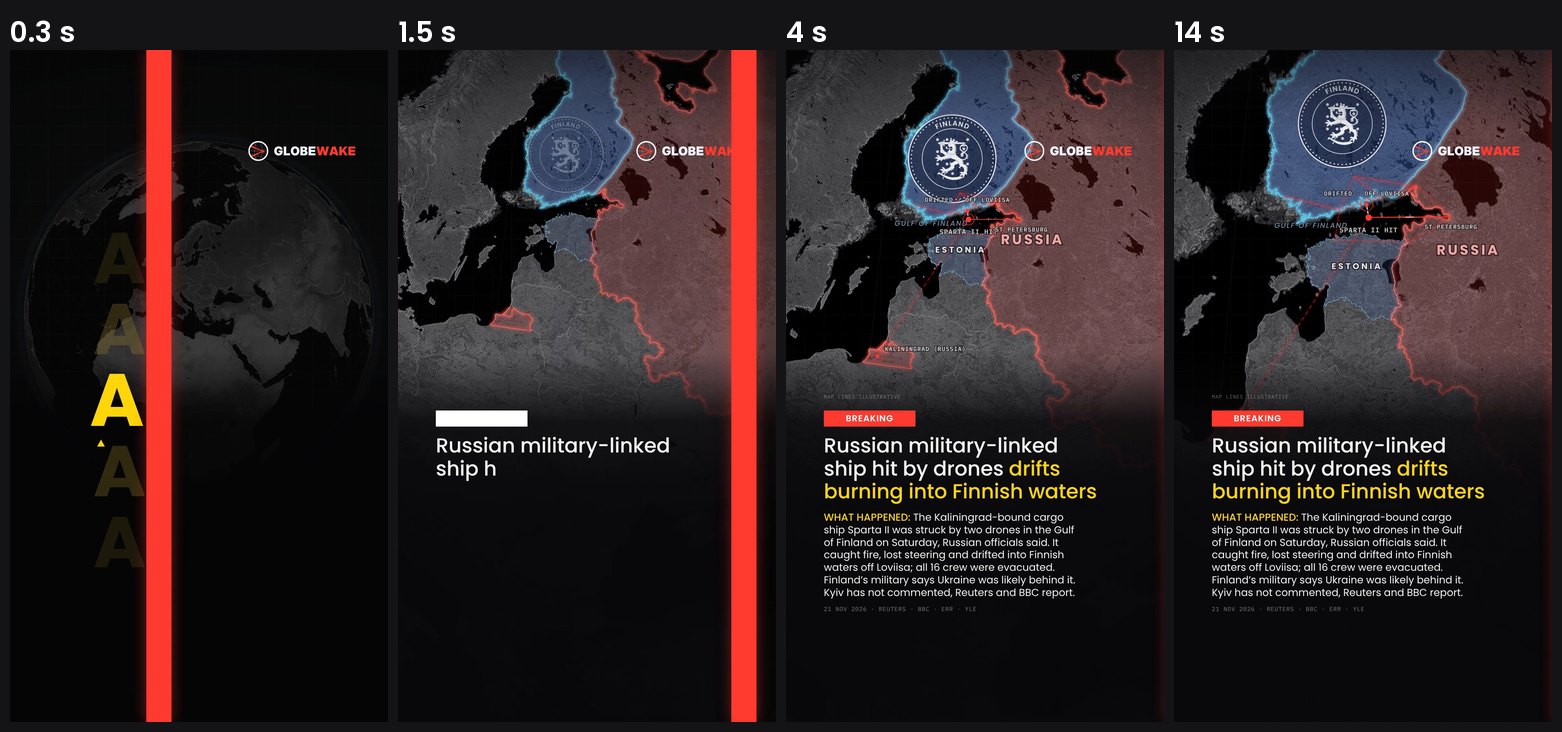 0.3 s
A
A
A
A
A
GLOBEWAKE
1.5 s
FINLAND
GLOBEWAK
Russian military-linked
ship h
4 s
FINLAND
GLOBEWAKE
DRIFTED · OFF LOVIISA
GULF OF FINLAND
SPARTA II HIT
ST PETERSBURG
RUSSIA
ESTONIA
KALININGRAD (RUSSIA)
MAP LINES ILLUSTRATIVE
BREAKING
Russian military-linked
ship hit by drones drifts
burning into Finnish waters
WHAT HAPPENED: The Kaliningrad-bound cargo
ship Sparta II was struck by two drones in the Gulf
of Finland on Saturday, Russian officials said. It
caught fire, lost steering and drifted into Finnish
waters off Loviisa; all 16 crew were evacuated.
Finland's military says Ukraine was likely behind it.
Kyiv has not commented, Reuters and BBC report.
21 NOV 2026 · REUTERS · BBC · ERR · YLE
14 s
FINLAND
GLOBEWAKE
DRIFTED · OFF LOVIISA
GULF OF FINLAND
SPARTA II HIT
ST PETERSBURG
RUSSIA
ESTONIA
MAP LINES ILLUSTRATIVE
BREAKING
Russian military-linked
ship hit by drones drifts
burning into Finnish waters
WHAT HAPPENED: The Kaliningrad-bound cargo
ship Sparta II was struck by two drones in the Gulf
of Finland on Saturday, Russian officials said. It
caught fire, lost steering and drifted into Finnish
waters off Loviisa; all 16 crew were evacuated.
Finland's military says Ukraine was likely behind it.
Kyiv has not commented, Reuters and BBC report.
21 NOV 2026 · REUTERS · BBC · ERR · YLE